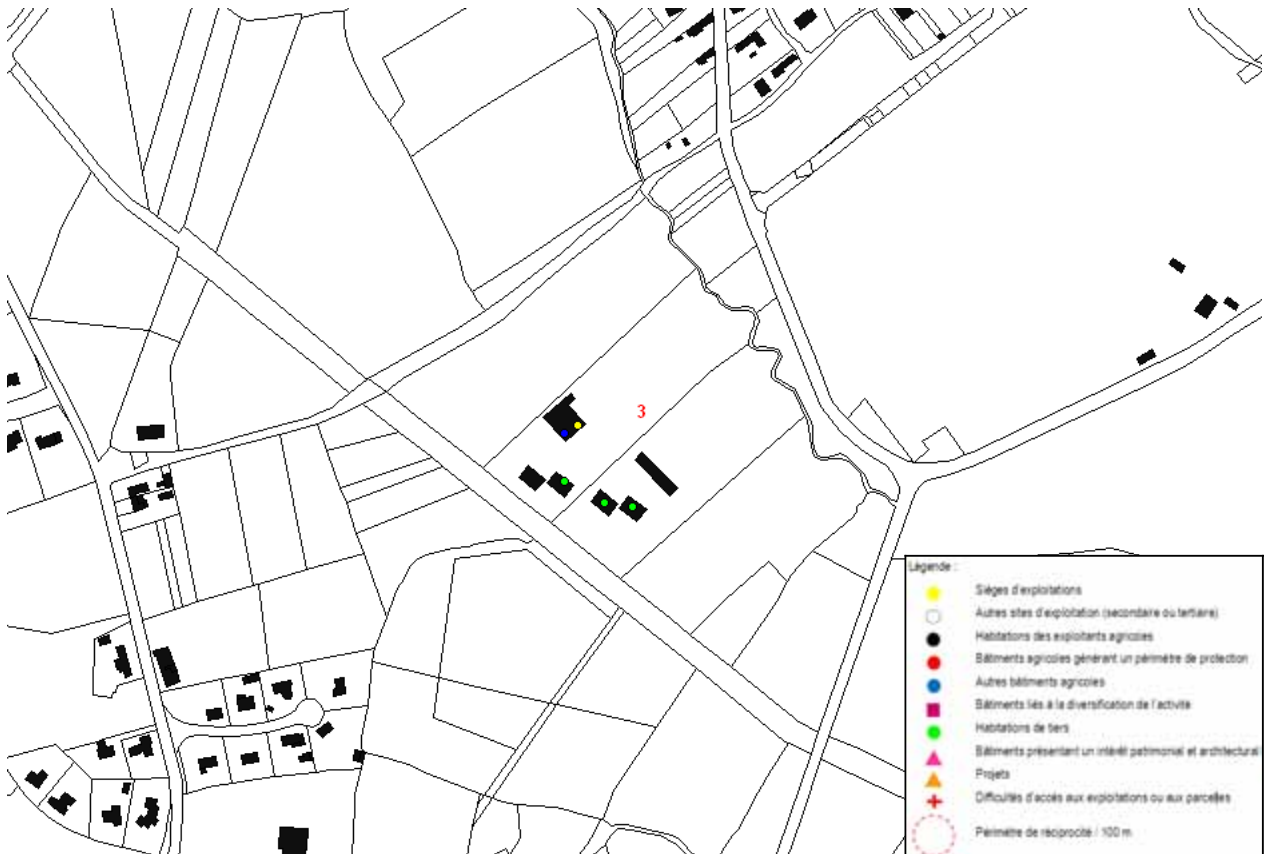 3
Légende :
Sièges d'exploitations
Autres sites d'exploitation (secondaire ou tertiaire)
Habitations des exploitants agricoles
Bâtiments agricoles générant un périmètre de protection
Autres bâtiments agricoles
Bâtiments liés à la diversification de l'activité
Habitations de tiers
Bâtiments présentant un intérêt patrimonial et architectural
Projets
Difficultés d'accès aux exploitations ou aux parcelles
Périmètre de réciprocité / 100 m